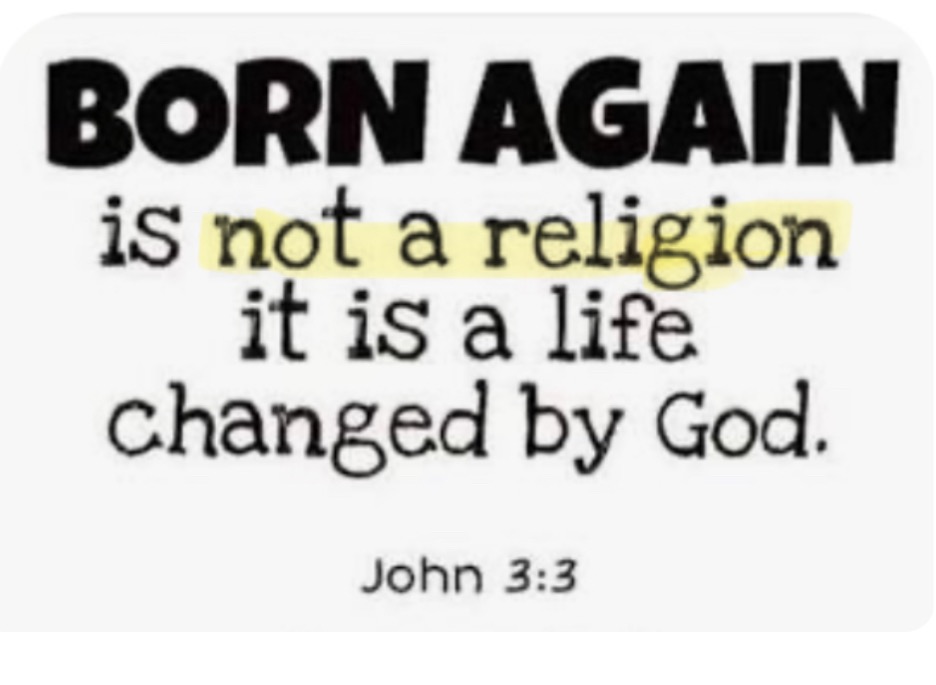 BORN AGAIN
is not a religion
it is a life
changed by God.
John 3:3